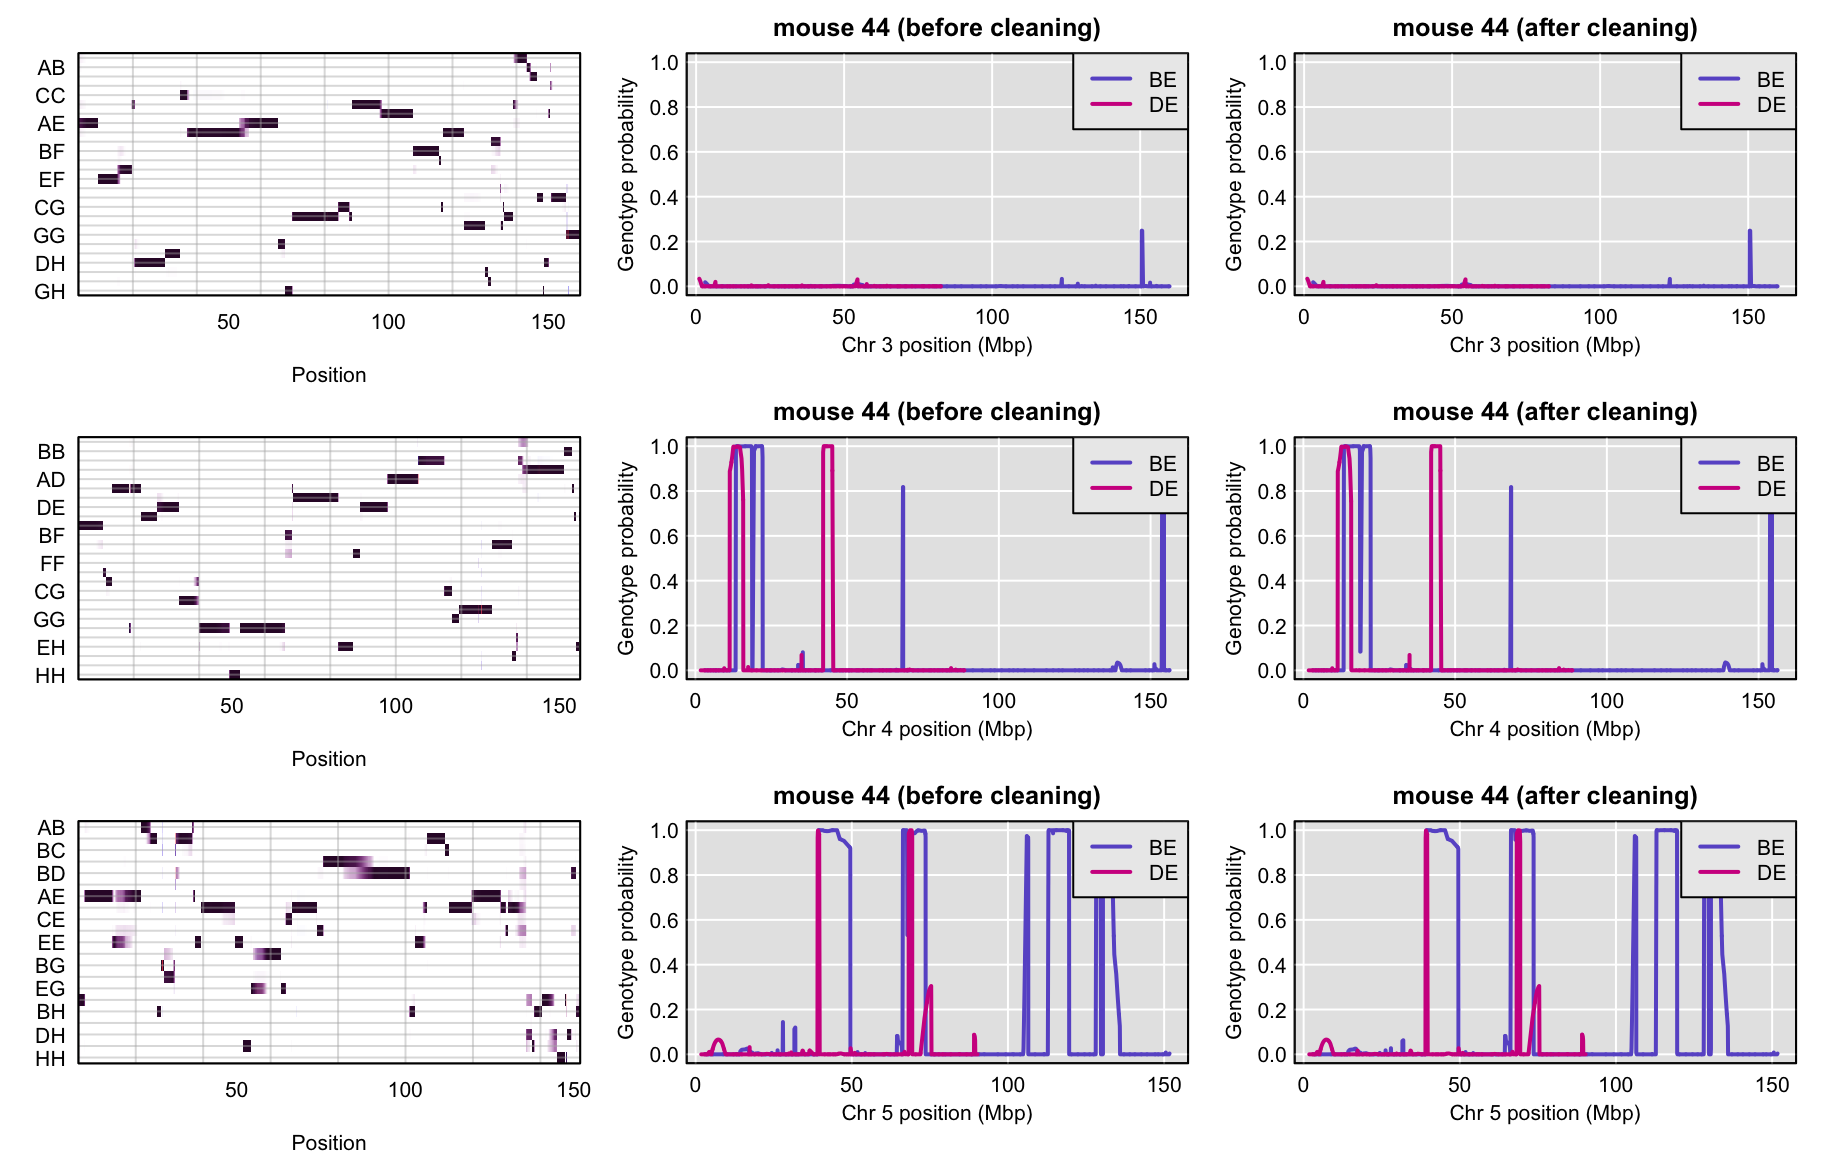 mouse 44 (before cleaning)
mouse 44 (after cleaning)
AB
CC
AE
BF
EF
CG
GG
DH
GH
50
100
150
Position
Genotype probability
1.0
0.8
0.6
0.4
0.2
0.0
BE
DE
0
50
100
150
Chr 3 position (Mbp)
Genotype probability
1.0
0.8
0.6
0.4
0.2
0.0
BE
DE
0
50
100
150
Chr 3 position (Mbp)
mouse 44 (before cleaning)
mouse 44 (after cleaning)
BB
AD
DE
BF
FF
CG
GG
EH
HH
50
100
150
Position
Genotype probability
1.0
0.8
0.6
0.4
0.2
0.0
BE
DE
0
50
100
150
Chr 4 position (Mbp)
Genotype probability
1.0
0.8
0.6
0.4
0.2
0.0
BE
DE
0
50
100
150
Chr 4 position (Mbp)
mouse 44 (before cleaning)
mouse 44 (after cleaning)
AB
BC
BD
AE
CE
EE
BG
EG
BH
DH
HH
50
100
150
Position
Genotype probability
1.0
0.8
0.6
0.4
0.2
0.0
BE
DE
0
50
100
150
Chr 5 position (Mbp)
Genotype probability
1.0
0.8
0.6
0.4
0.2
0.0
BE
DE
0
50
100
150
Chr 5 position (Mbp)